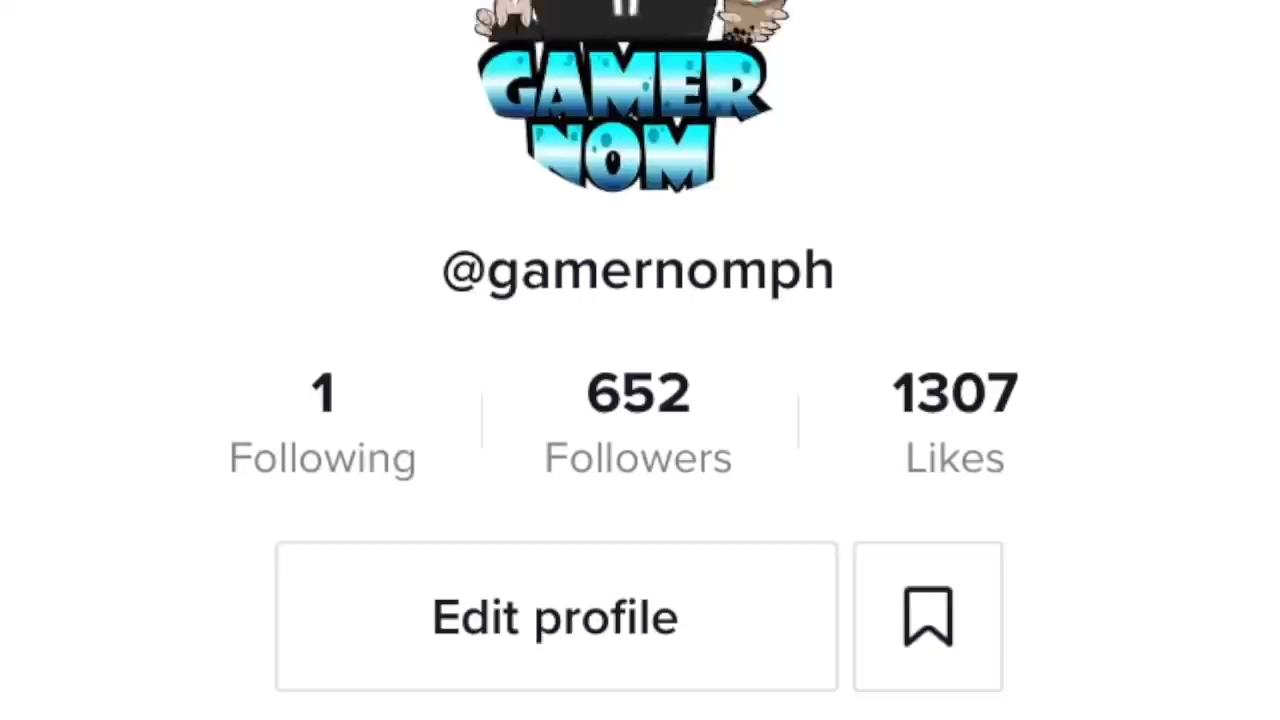 GAMER
NOM
@gamernomph
1
Following
652
Followers
1307
Likes
Edit profile